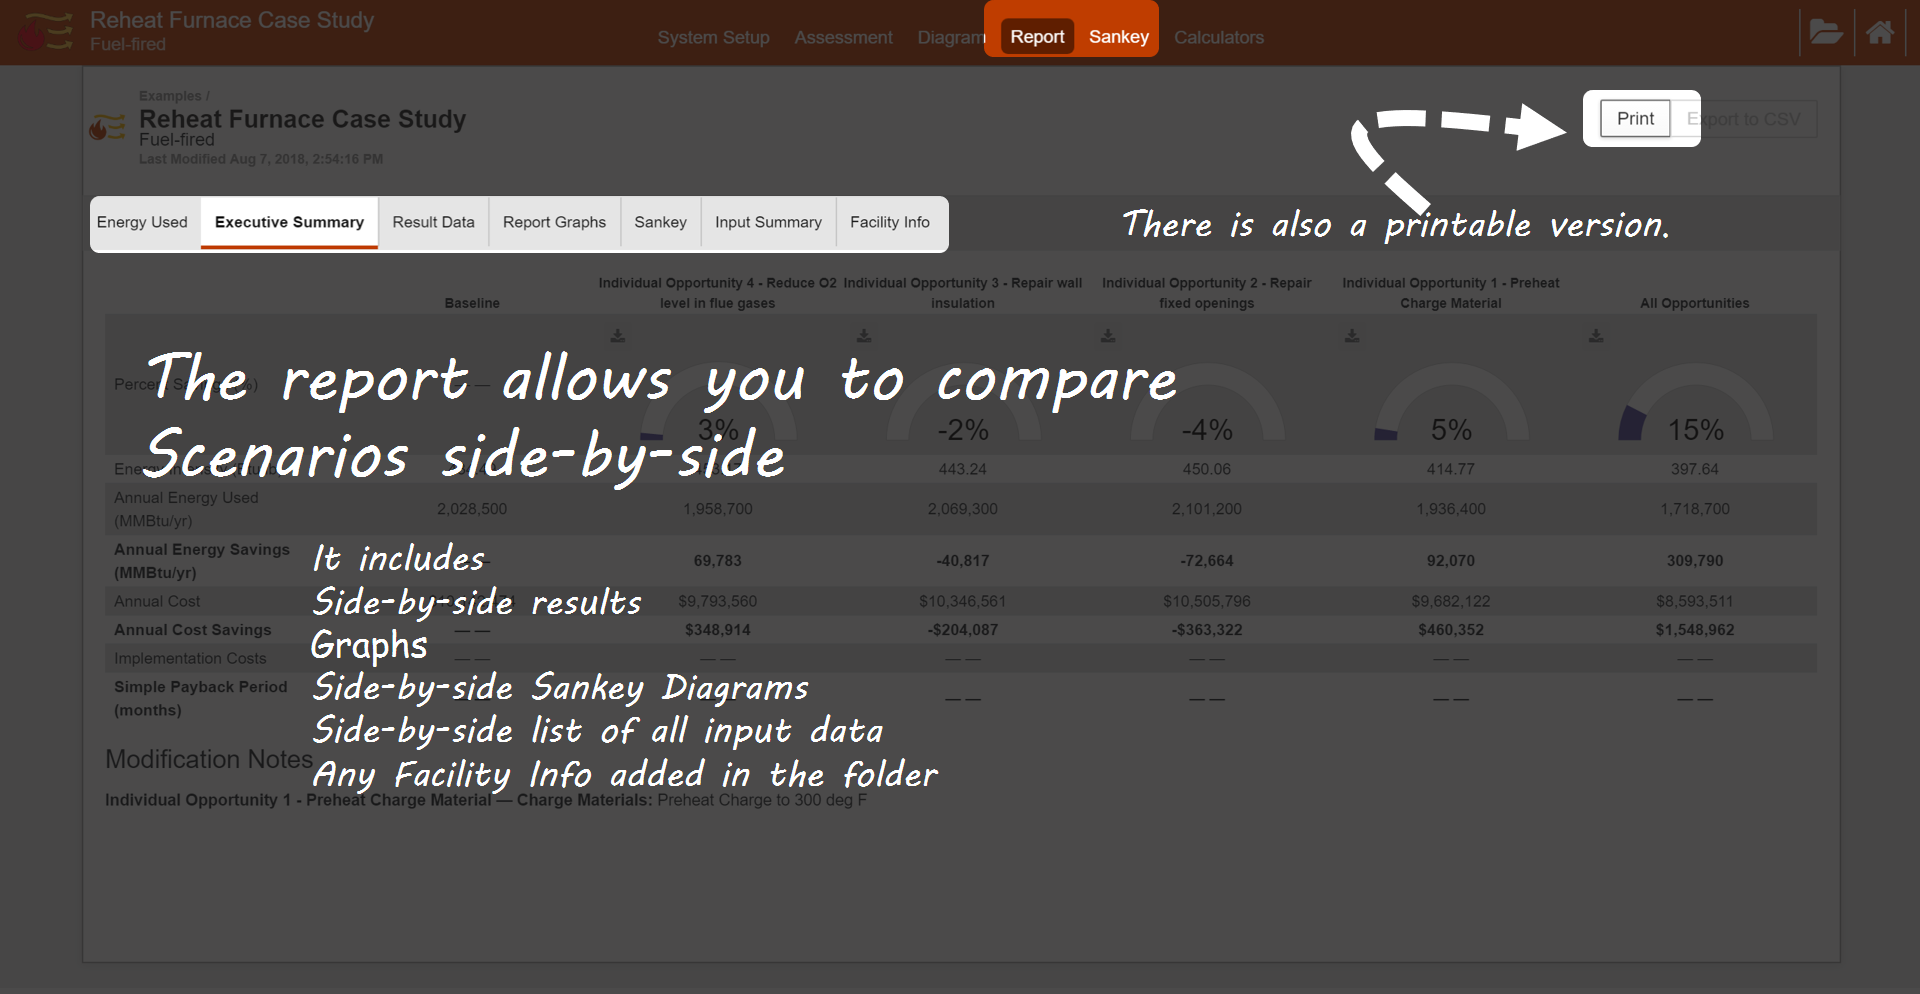 Reheat Furnace Case Study
Fuel-fired
System Setup Assessment Diagram Report Sankey Calculators
Examples /
Reheat Furnace Case Study
Fuel-fired
Last Modified Aug 7, 2018, 2:54:16 PM
Print Export to CSV
Energy Used Executive Summary Result Data Report Graphs Sankey Input Summary Facility Info
There is also a printable version.
Baseline
Individual Opportunity 4 - Reduce O2
level in flue gases
Individual Opportunity 3 - Repair wall
insulation
Individual Opportunity 2 - Repair
fixed openings
Individual Opportunity 1 - Preheat
Charge Material
All Opportunities
The report allows you to compare
Scenarios side-by-side
3% -2% -4% 5% 15%
443.24 450.06 414.77 397.64
Annual Energy Used
(MMBtu/yr)
2,028,500 1,958,700 2,069,300 2,101,200 1,936,400 1,718,700
Annual Energy Savings
(MMBtu/yr)
69,783 -40,817 -72,664 92,070 309,790
Annual Cost $9,793,560 $10,346,561 $10,505,796 $9,682,122 $8,593,511
Annual Cost Savings — — $348,914 -$204,087 -$363,322 $460,352 $1,548,962
Implementation Costs — — — — — — — — — — — —
Simple Payback Period
(months)
— — — — — — — —
It includes
Side-by-side results
Graphs
Side-by-side Sankey Diagrams
Side-by-side list of all input data
Any Facility Info added in the folder
Modification Notes
Individual Opportunity 1 - Preheat Charge Material — Charge Materials: Preheat Charge to 300 deg F